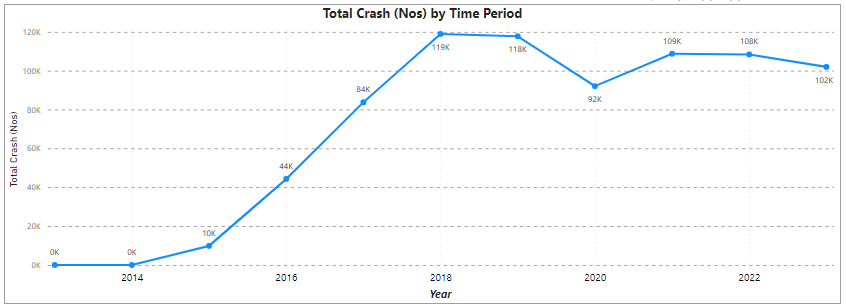 Total Crash (Nos) by Time Period
Total Crash (Nos)
120K
100K
80K
60K
40K
20K
0K
0K
0K
10K
44K
84K
119K
118K
92K
109K
108K
102K
2014
2016
2018
2020
2022
Year